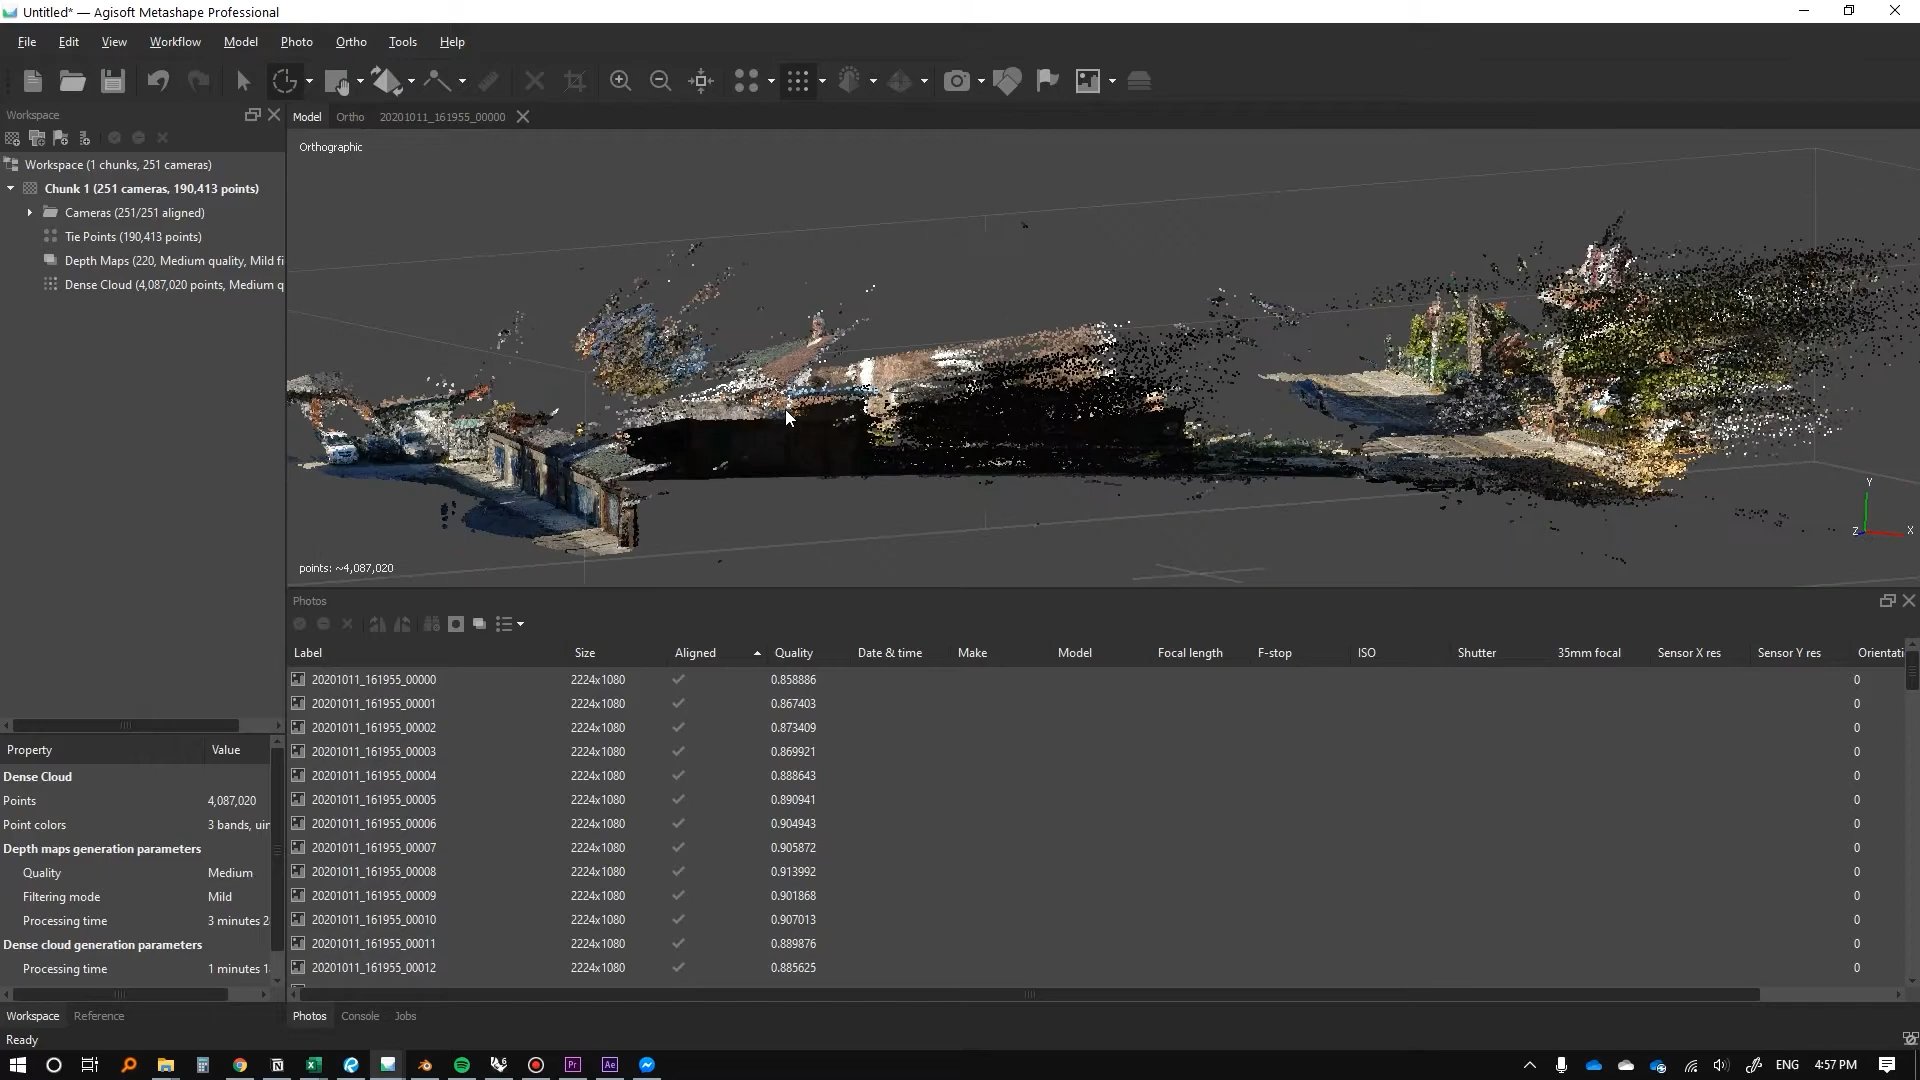 Untitled* — Agisoft Metashape Professional
File Edit View Workflow Model Photo Ortho Tools Help
Workspace
Model Ortho 20201011_161955_00000
Orthographic
Workspace (1 chunks, 251 cameras)
Chunk 1 (251 cameras, 190,413 points)
Cameras (251/251 aligned)
Tie Points (190,413 points)
Depth Maps (220, Medium quality, Mild fi
Dense Cloud (4,087,020 points, Medium q
Y
Z X
points: ~4,087,020
Photos
Label Size Aligned Quality Date & time Make Model Focal length F-stop ISO Shutter 35mm focal Sensor X res Sensor Y res Orientati
20201011_161955_00000 2224x1080 0.858886 0
20201011_161955_00001 2224x1080 0.867403 0
20201011_161955_00002 2224x1080 0.873409 0
20201011_161955_00003 2224x1080 0.869921 0
20201011_161955_00004 2224x1080 0.888643 0
20201011_161955_00005 2224x1080 0.890941 0
20201011_161955_00006 2224x1080 0.904943 0
20201011_161955_00007 2224x1080 0.905872 0
20201011_161955_00008 2224x1080 0.913992 0
20201011_161955_00009 2224x1080 0.901868 0
20201011_161955_00010 2224x1080 0.907013 0
20201011_161955_00011 2224x1080 0.889876 0
20201011_161955_00012 2224x1080 0.885625 0
Property Value
Dense Cloud
Points 4,087,020
Point colors 3 bands, uin
Depth maps generation parameters
Quality Medium
Filtering mode Mild
Processing time 3 minutes 2
Dense cloud generation parameters
Processing time 1 minutes 1
Workspace Reference
Photos Console Jobs
Ready
Pr Ae
ENG 4:57 PM